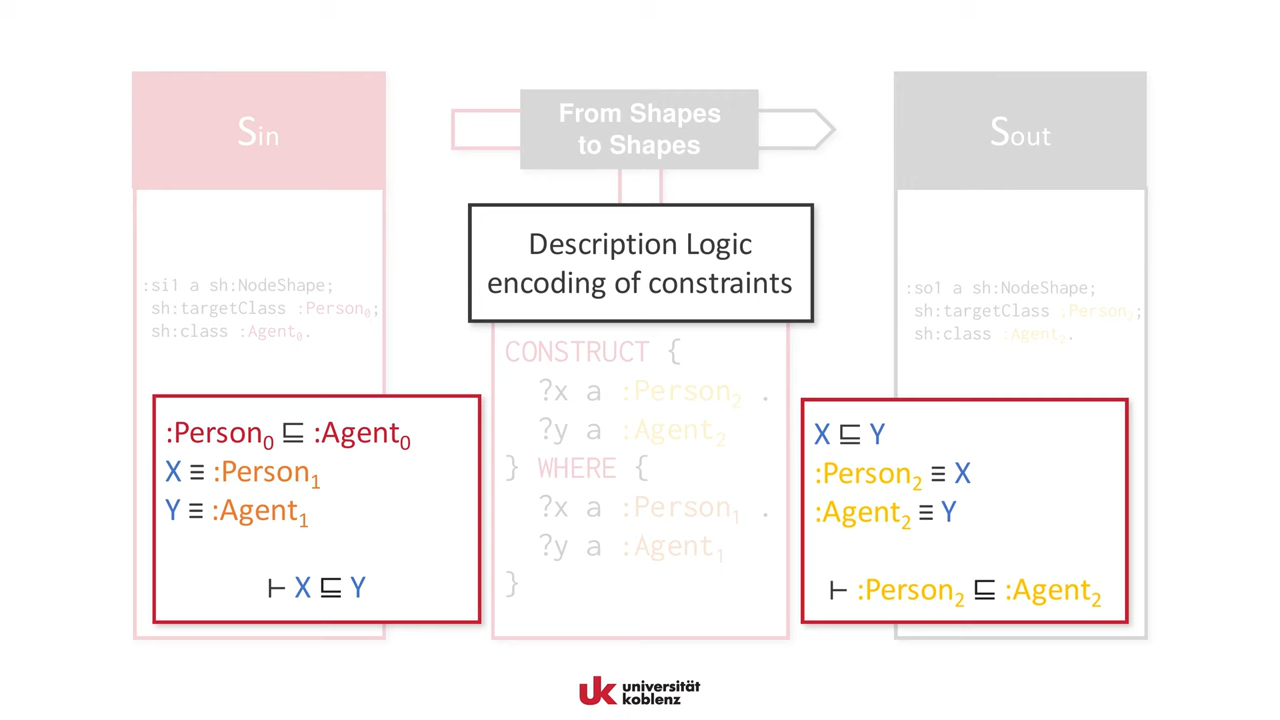 Sin
From Shapes
to Shapes
Sout
Description Logic
encoding of constraints
:si1 a sh:NodeShape;
sh:targetClass :Person₀;
sh:class :Agent₀.
:Person₀ ⊑ :Agent₀
X ≡ :Person₁
Y ≡ :Agent₁
⊢ X ⊑ Y
CONSTRUCT {
?x a :Person₂ .
?y a :Agent₂
} WHERE {
?x a :Person₁ .
?y a :Agent₁
}
:so1 a sh:NodeShape;
sh:targetClass :Person₂;
sh:class :Agent₂.
X ⊑ Y
:Person₂ ≡ X
:Agent₂ ≡ Y
⊢ :Person₂ ⊑ :Agent₂
uk universität
koblenz